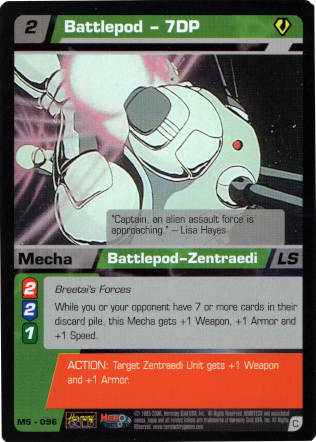 2 Battlepod - 7DP
"Captain, an alien assault force is
approaching." – Lisa Hayes
Mecha Battlepod-Zentraedi LS
2 Breetai's Forces
2 While you or your opponent have 7 or more cards in their
discard pile, this Mecha gets +1 Weapon, +1 Armor and
1 +1 Speed.
ACTION: Target Zentraedi Unit gets +1 Weapon
and +1 Armor.
MS - 096 Harmony GOLD HERO C